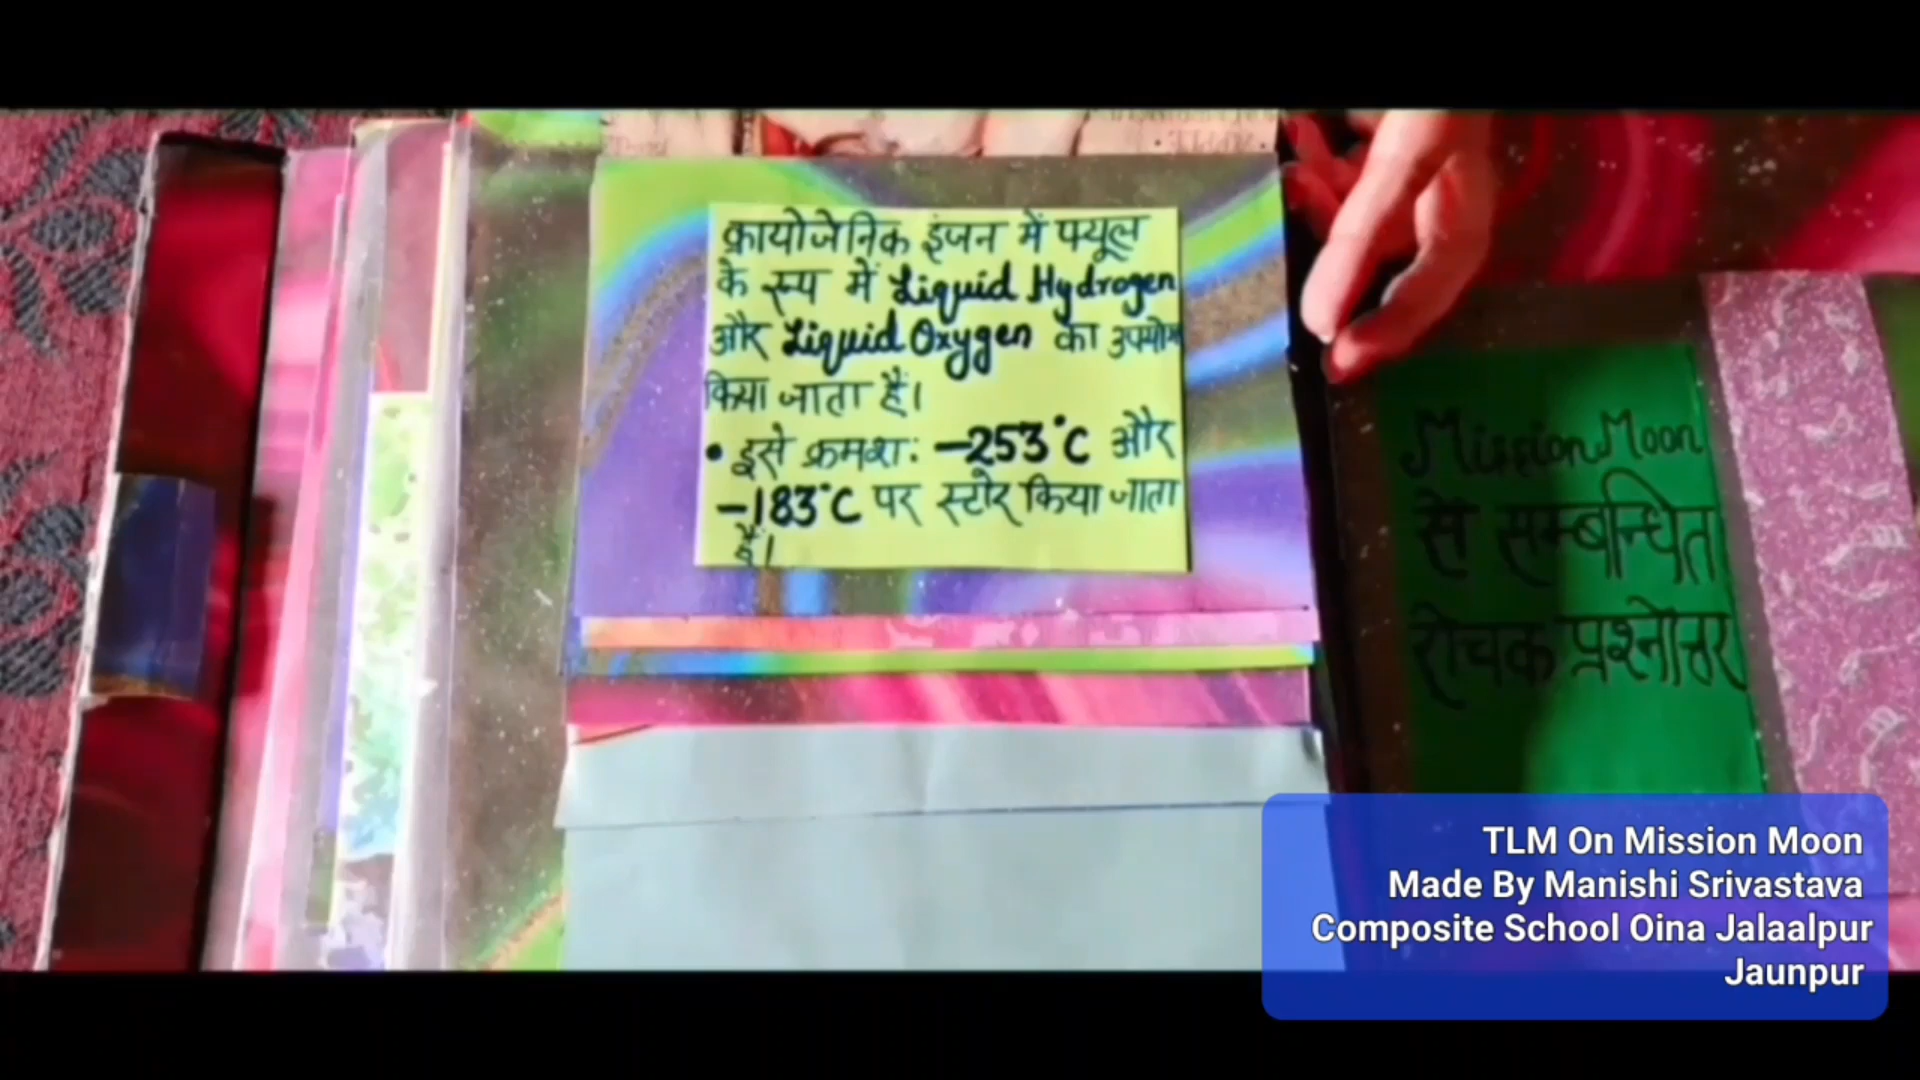 क्रायोजेनिक इंजन में फ्यूल
के रूप में Liquid Hydrogen
और Liquid Oxygen का उपयोग
किया जाता है।
• इसे क्रमशः -253°C और
-183°C पर स्टोर किया जाता
है।
Mission Moon
से सम्बन्धित
रोचक प्रश्नोत्तर
TLM On Mission Moon
Made By Manishi Srivastava
Composite School Oina Jalaalpur
Jaunpur